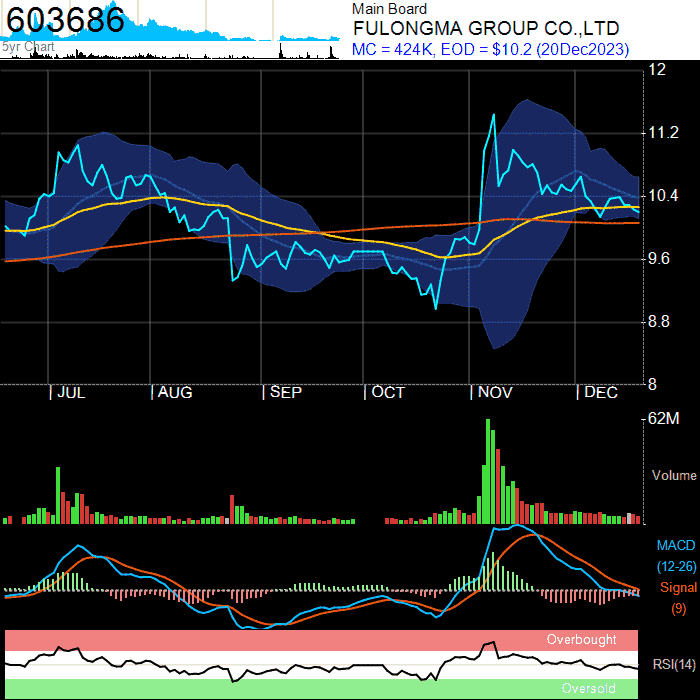 603686
5yr Chart
Main Board
FULONGMA GROUP CO.,LTD
MC = 424K, EOD = $10.2 (20Dec2023)
12
11.2
10.4
9.6
8.8
8
| JUL | AUG | SEP | OCT | NOV | DEC
62M
Volume
MACD
(12-26)
Signal
(9)
Overbought
RSI(14)
Oversold